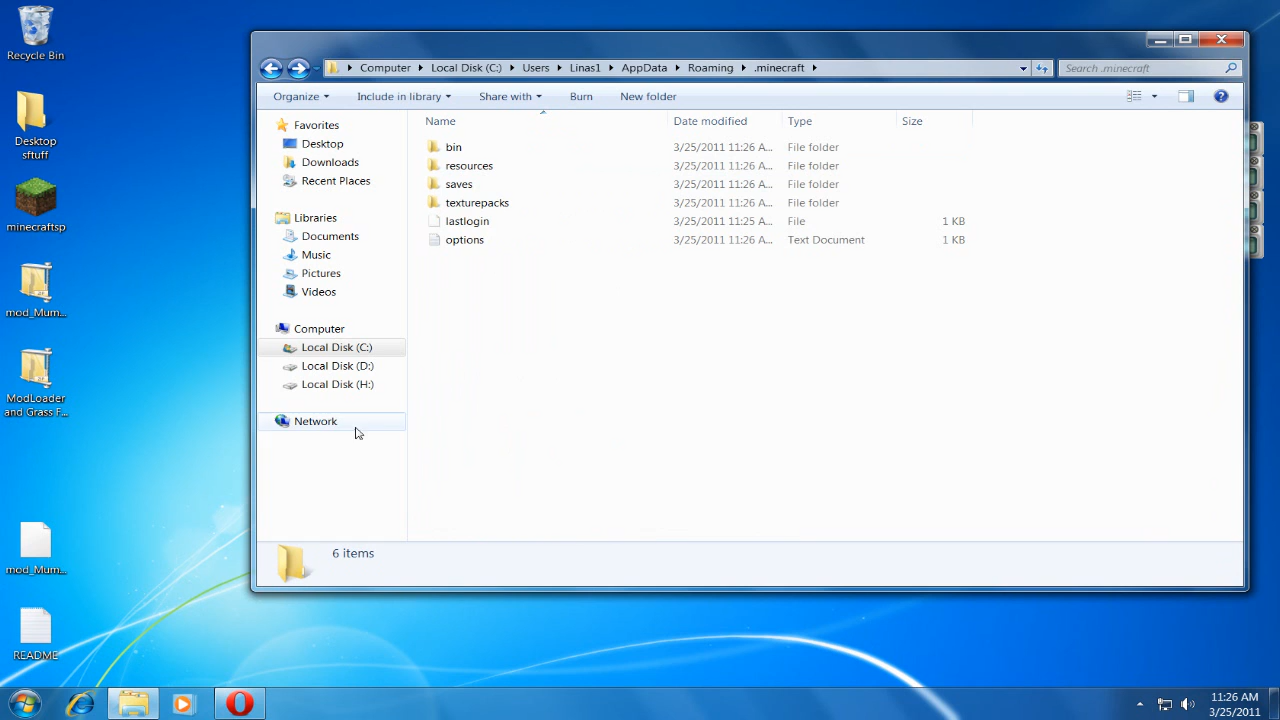 Recycle Bin
Desktop
sftuff
minecraftsp
mod_Mum...
ModLoader
and Grass F...
mod_Mum...
README
Computer Local Disk (C:) Users Linas1 AppData Roaming .minecraft
Search .minecraft
Organize Include in library Share with Burn New folder
Favorites
Desktop
Downloads
Recent Places
Libraries
Documents
Music
Pictures
Videos
Computer
Local Disk (C:)
Local Disk (D:)
Local Disk (H:)
Network
Name Date modified Type Size
bin 3/25/2011 11:26 A... File folder
resources 3/25/2011 11:26 A... File folder
saves 3/25/2011 11:26 A... File folder
texturepacks 3/25/2011 11:26 A... File folder
lastlogin 3/25/2011 11:25 A... File 1 KB
options 3/25/2011 11:26 A... Text Document 1 KB
6 items
11:26 AM
3/25/2011